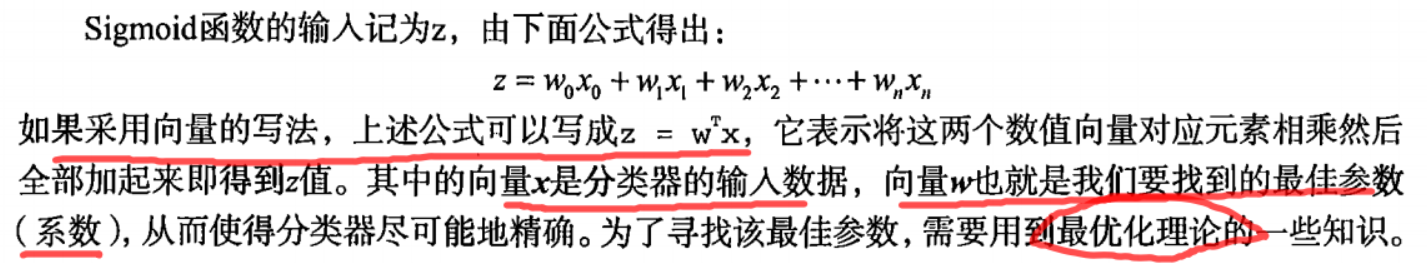 Sigmoid函数的输入记为z，由下面公式得出：
z = w₀x₀ + w₁x₁ + w₂x₂ + ⋯ + wₙxₙ
如果采用向量的写法，上述公式可以写成z = wᵀx，它表示将这两个数值向量对应元素相乘然后
全部加起来即得到z值。其中的向量x是分类器的输入数据，向量w也就是我们要找到的最佳参数
（系数），从而使得分类器尽可能地精确。为了寻找该最佳参数，需要用到最优化理论的一些知识。